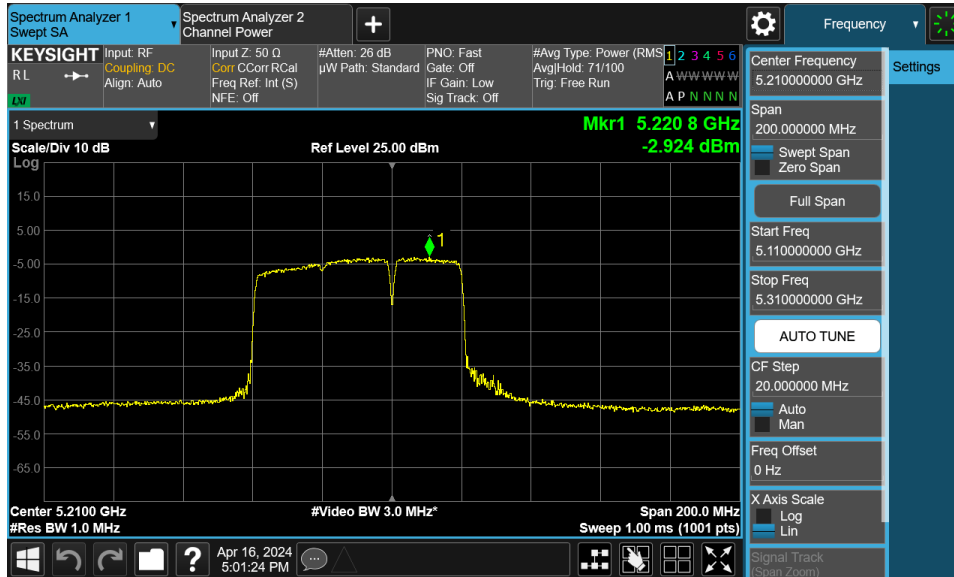 Spectrum Analyzer 1
Swept SA
Spectrum Analyzer 2
Channel Power
Frequency
KEYSIGHT
RL
LXI
Input: RF
Coupling: DC
Align: Auto
Input Z: 50 Ω
Corr CCorr RCal
Freq Ref: Int (S)
NFE: Off
#Atten: 26 dB
µW Path: Standard
PNO: Fast
Gate: Off
IF Gain: Low
Sig Track: Off
#Avg Type: Power (RMS
Avg|Hold: 71/100
Trig: Free Run
1 2 3 4 5 6
A W W W W W
A P N N N N
1 Spectrum
Scale/Div 10 dB
Ref Level 25.00 dBm
Mkr1 5.220 8 GHz
-2.924 dBm
Log
15.0
5.00
-5.00
-15.0
-25.0
-35.0
-45.0
-55.0
-65.0
1
Center 5.2100 GHz
#Res BW 1.0 MHz
#Video BW 3.0 MHz*
Span 200.0 MHz
Sweep 1.00 ms (1001 pts)
?
Apr 16, 2024
5:01:24 PM
Center Frequency
5.210000000 GHz
Span
200.000000 MHz
Swept Span
Zero Span
Full Span
Start Freq
5.110000000 GHz
Stop Freq
5.310000000 GHz
AUTO TUNE
CF Step
20.000000 MHz
Auto
Man
Freq Offset
0 Hz
X Axis Scale
Log
Lin
Signal Track
(Span Zoom)
Settings